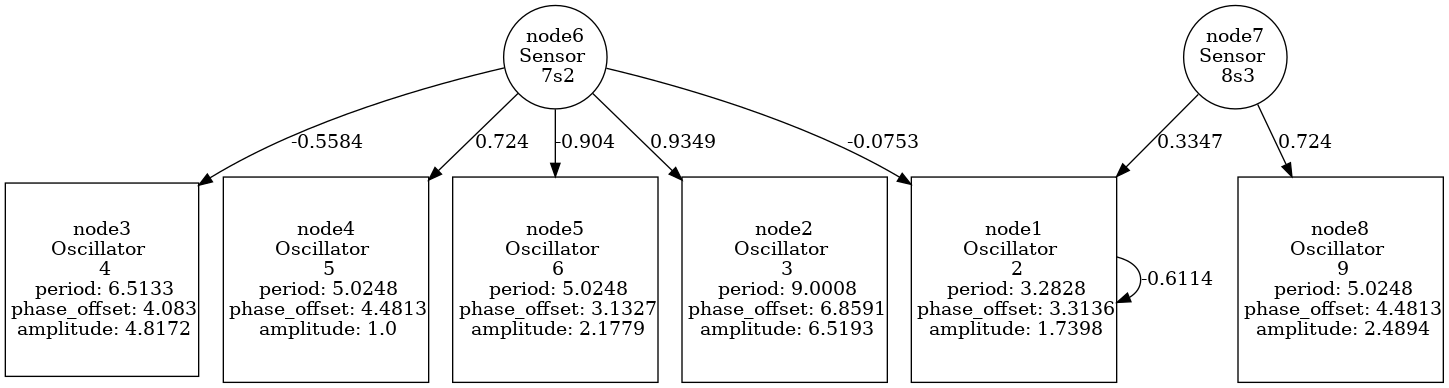 node6
Sensor
7s2
node7
Sensor
8s3
-0.5584
0.724
-0.904
0.9349
-0.0753
0.3347
0.724
node3
Oscillator
4
period: 6.5133
phase_offset: 4.083
amplitude: 4.8172
node4
Oscillator
5
period: 5.0248
phase_offset: 4.4813
amplitude: 1.0
node5
Oscillator
6
period: 5.0248
phase_offset: 3.1327
amplitude: 2.1779
node2
Oscillator
3
period: 9.0008
phase_offset: 6.8591
amplitude: 6.5193
node1
Oscillator
2
period: 3.2828
phase_offset: 3.3136
amplitude: 1.7398
-0.6114
node8
Oscillator
9
period: 5.0248
phase_offset: 4.4813
amplitude: 2.4894